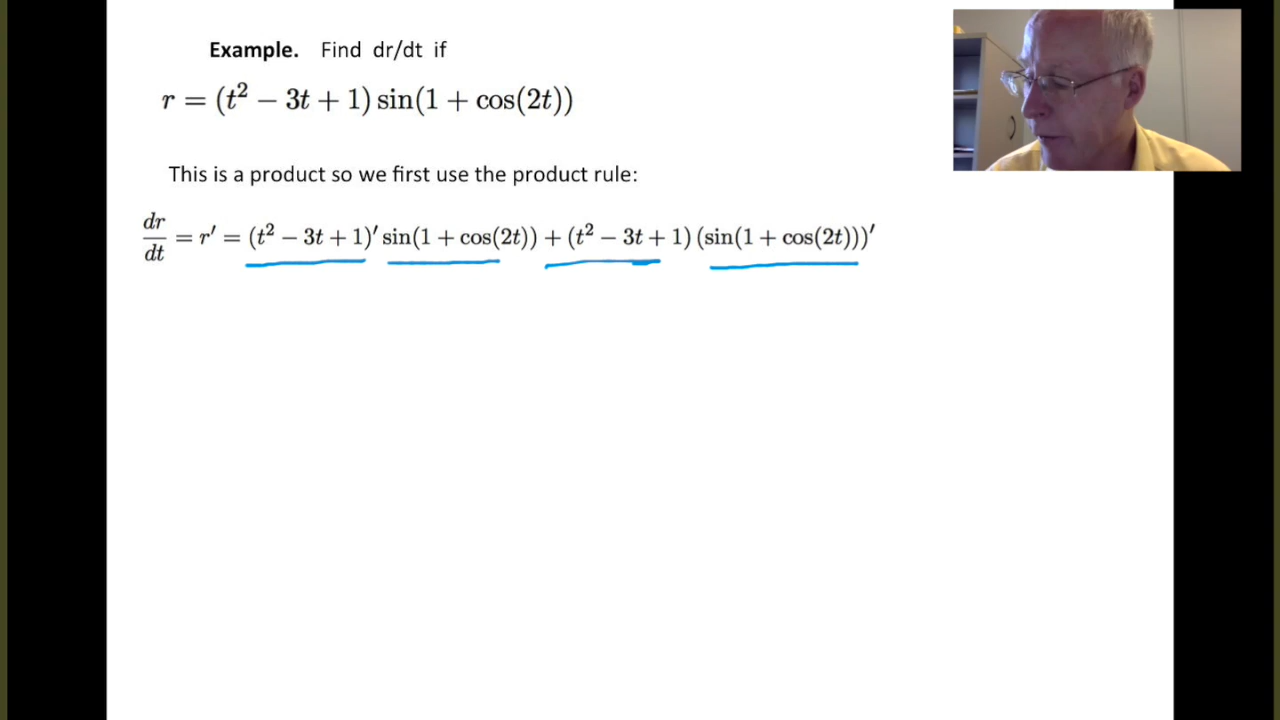 Example. Find dr/dt if
r = (t² − 3t + 1) sin(1 + cos(2t))
This is a product so we first use the product rule:
dr/dt = r′ = (t² − 3t + 1)′ sin(1 + cos(2t)) + (t² − 3t + 1) (sin(1 + cos(2t)))′